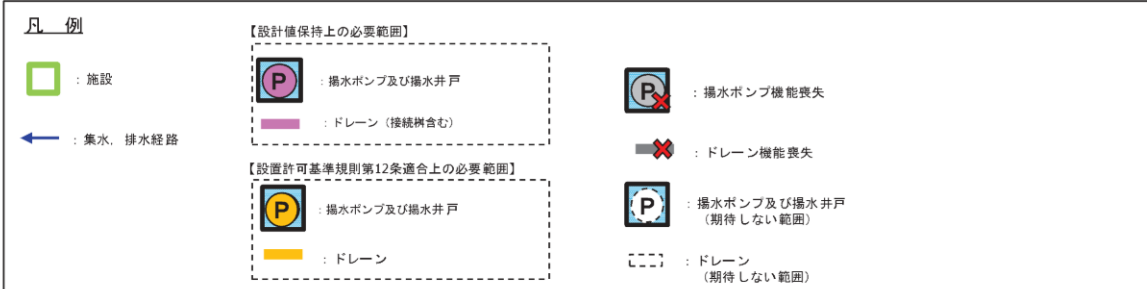 凡 例
：施設
：集水，排水経路
【設計値保持上の必要範囲】
P
：揚水ポンプ及び揚水井戸
：ドレーン（接続桝含む）
【設置許可基準規則第12条適合上の必要範囲】
P
：揚水ポンプ及び揚水井戸
：ドレーン
P
：揚水ポンプ機能喪失
：ドレーン機能喪失
P
：揚水ポンプ及び揚水井戸
（期待しない範囲）
：ドレーン
（期待しない範囲）